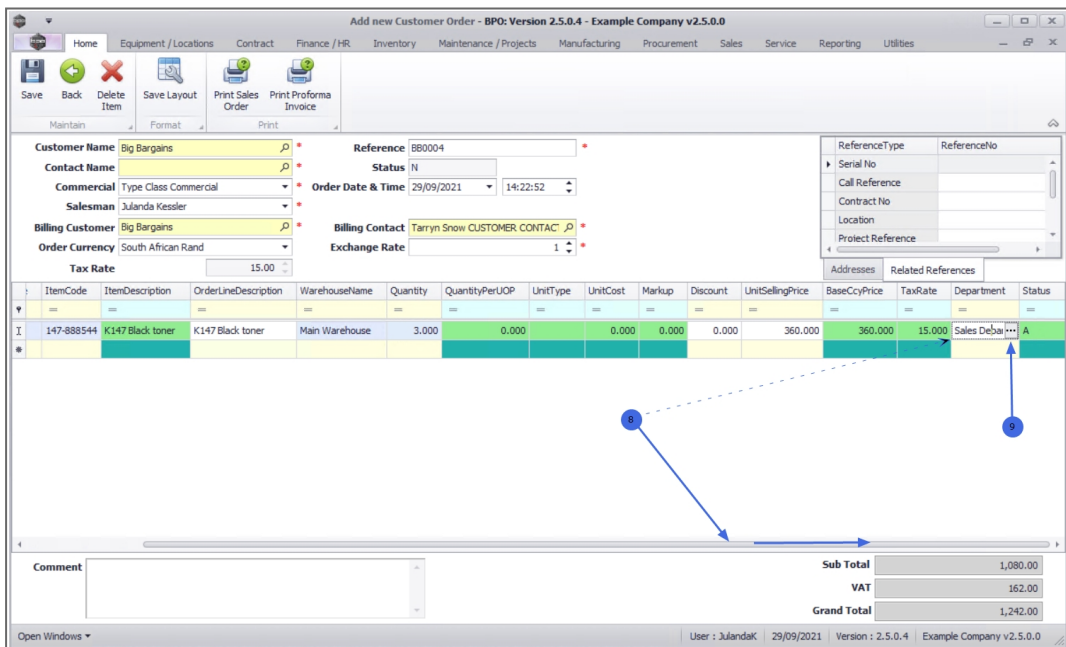 Add new Customer Order - BPO: Version 2.5.0.4 - Example Company v2.5.0.0
Home Equipment / Locations Contract Finance / HR Inventory Maintenance / Projects Manufacturing Procurement Sales Service Reporting Utilities
Save Back Delete Item Save Layout Print Sales Order Print Proforma Invoice
Maintain Format Print
Customer Name Big Bargains * Reference BB0004 *
Contact Name * Status N
Commercial Type Class Commercial * Order Date & Time 29/09/2021 14:22:52
Salesman Julanda Kessler *
Billing Customer Big Bargains * Billing Contact Tarryn Snow CUSTOMER CONTACT *
Order Currency South African Rand Exchange Rate 1 *
Tax Rate 15.00
ReferenceType ReferenceNo
Serial No
Call Reference
Contract No
Location
Project Reference
Addresses Related References
ItemCode ItemDescription OrderLineDescription WarehouseName Quantity QuantityPerUOP UnitType UnitCost Markup Discount UnitSellingPrice BaseCcyPrice TaxRate Department Status
= = = = = = = = = = = = = = =
147-888544 K147 Black toner K147 Black toner Main Warehouse 3.000 0.000 0.000 0.000 0.000 360.000 360.000 15.000 Sales Depar ... A
8
9
Comment
Sub Total 1,080.00
VAT 162.00
Grand Total 1,242.00
Open Windows User : JulandaK 29/09/2021 Version : 2.5.0.4 Example Company v2.5.0.0